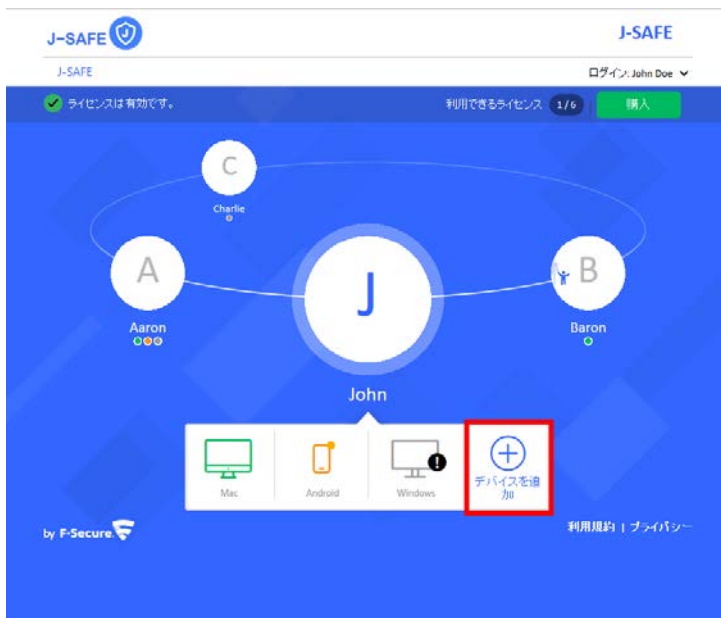 J-SAFE
J-SAFE
J-SAFE
ログイン: John Doe
ライセンスは有効です。
利用できるライセンス 1/6 購入
C
Charlie
A
J
B
Aaron
Baron
John
Mac
Android
Windows
デバイスを追
加
by F-Secure.
利用規約 | プライバシー